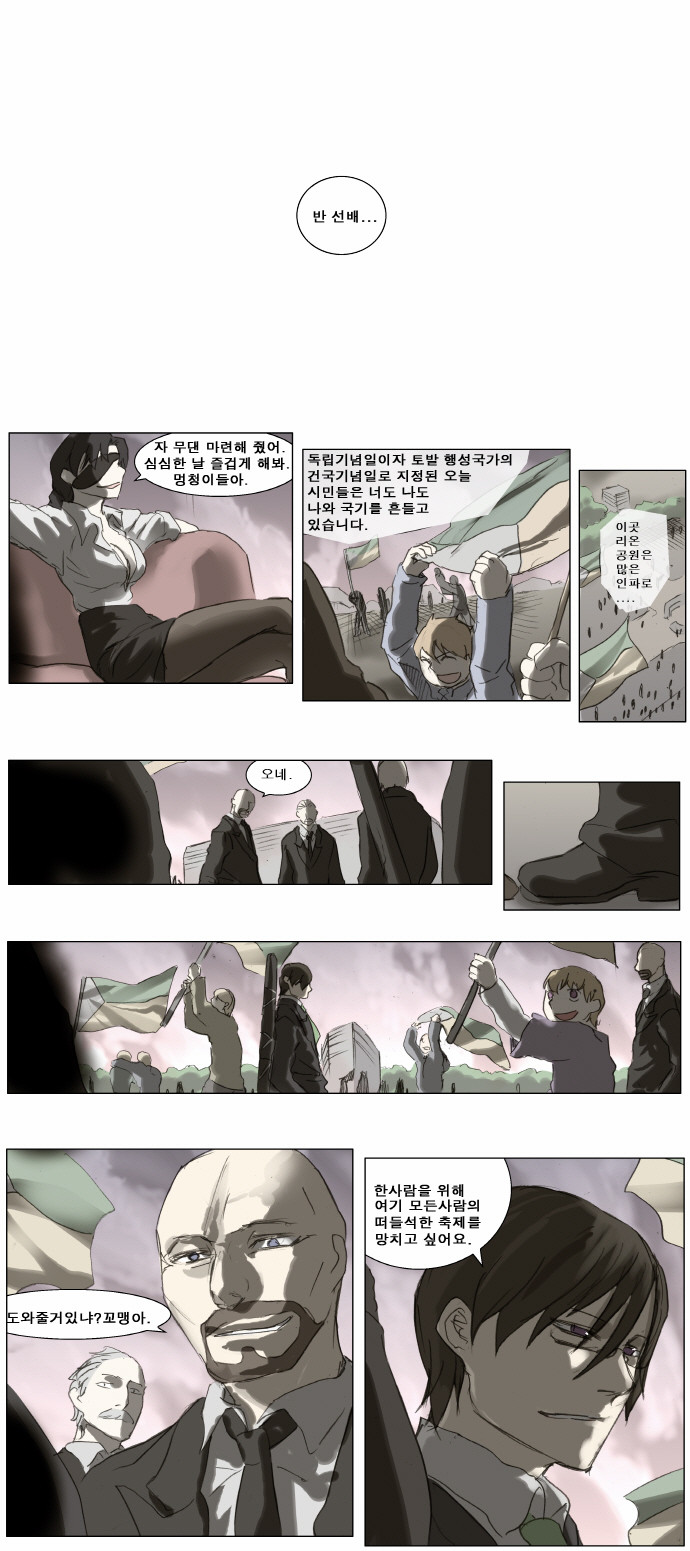 반 선배...
자 무댄 마련해 줬어.
심심한 날 즐겁게 해봐.
멍청이들아.
독립기념일이자 토발 행성국가의
건국기념일로 지정된 오늘
시민들은 너도 나도
나와 국기를 흔들고
있습니다.
이곳
리온
공원은
많은
인파로
....
오네.
도와줄거있냐?꼬맹아.
한사람을 위해
여기 모든사람의
떠들석한 축제를
망치고 싶어요.